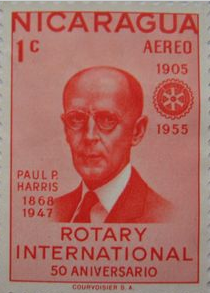 NICARAGUA
1c AEREO
1905
1955
PAUL P.
HARRIS
1868
1947
ROTARY
INTERNATIONAL
50 ANIVERSARIO
COURVOISIER S.A.